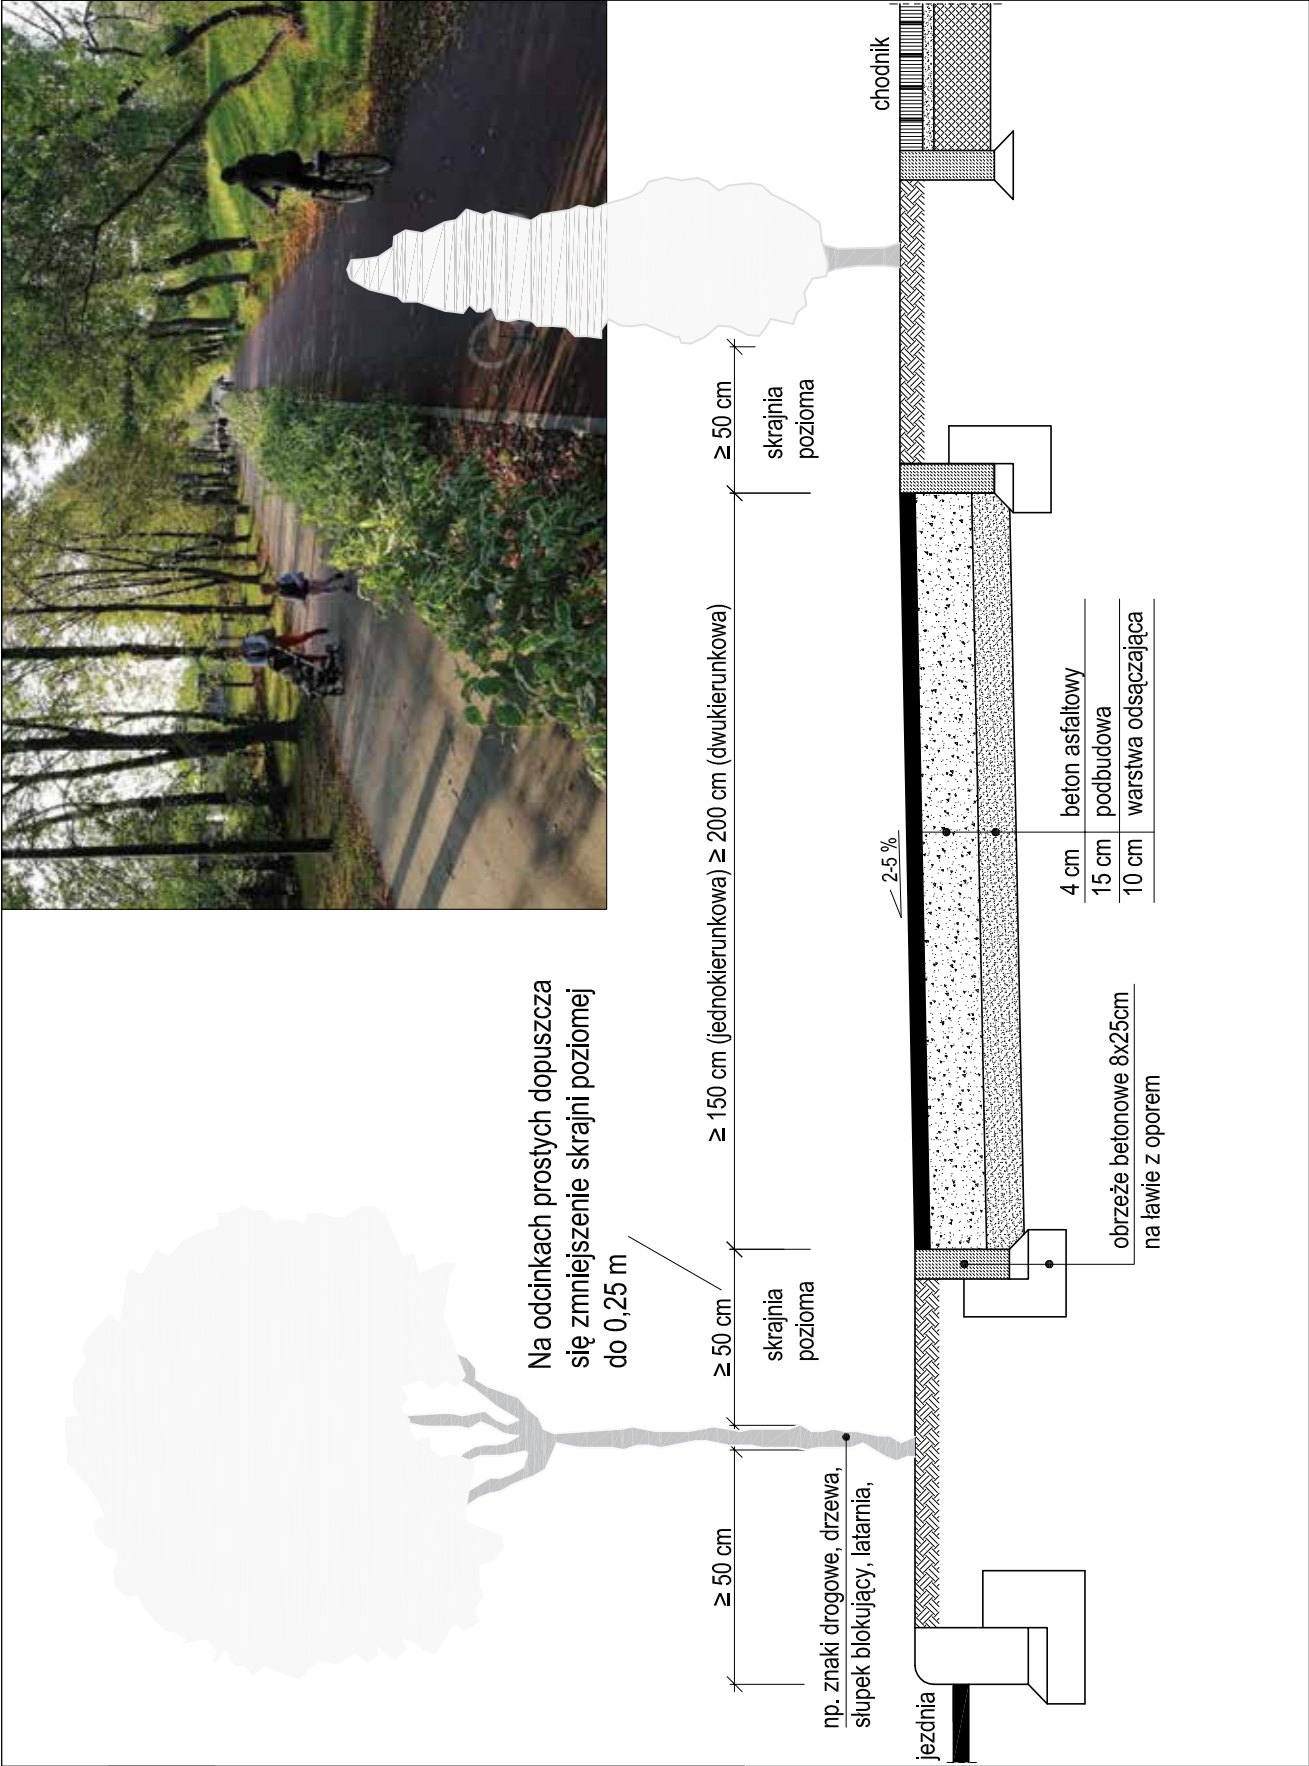 Na odcinkach prostych dopuszcza
się zmniejszenie skrajni poziomej
do 0,25 m
≥ 50 cm
≥ 50 cm
≥ 150 cm (jednokierunkowa) ≥ 200 cm (dwukierunkowa)
≥ 50 cm
skrajnia
pozioma
skrajnia
pozioma
np. znaki drogowe, drzewa,
słupek blokujący, latarnia,
2-5 %
chodnik
jezdnia
4 cm beton asfaltowy
15 cm podbudowa
10 cm warstwa odsączająca
obrzeże betonowe 8x25cm
na ławie z oporem